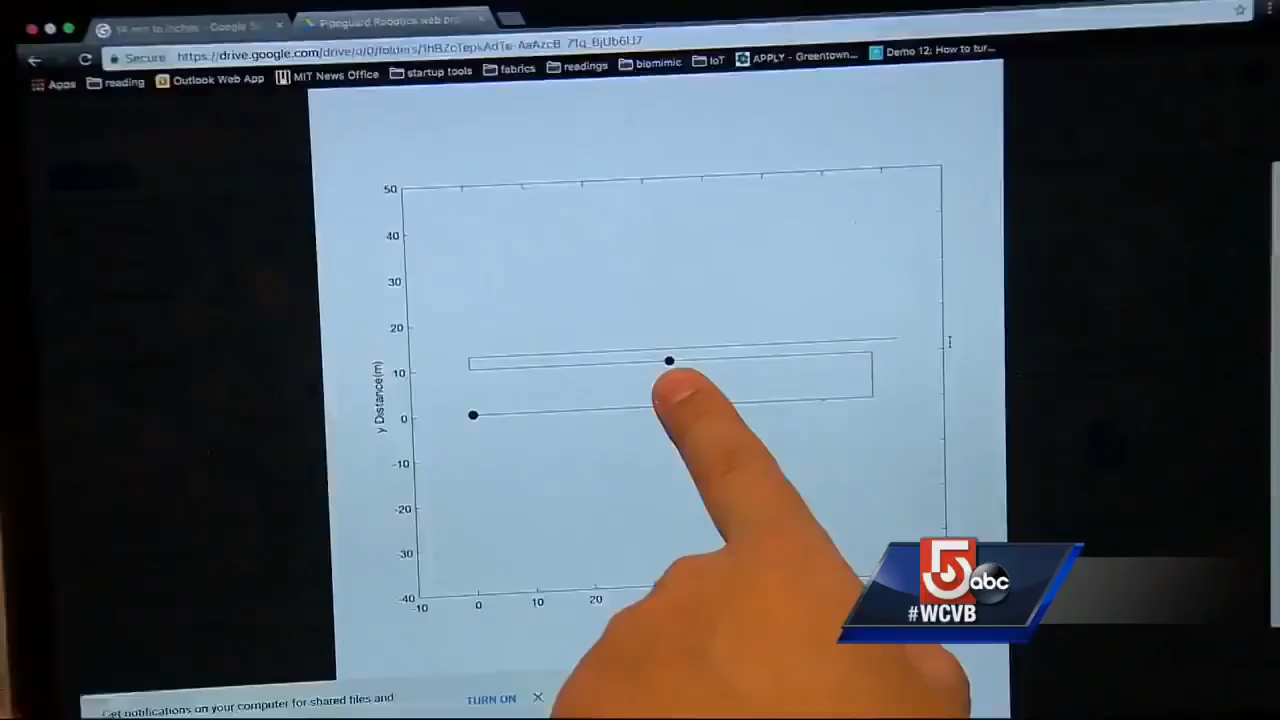 Pipeguard Robotics web pro
Secure https://drive.google.com/drive/u/0/folders/
Apps reading Outlook Web App MIT News Office startup tools fabrics readings biomimic IoT APPLY - Greentown... Demo 12: How to tur...
50
40
30
20
10
0
-10
-20
-30
-40
y Distance(m)
-10 0 10 20
5 abc
#WCVB
Get notifications on your computer for shared files and TURN ON